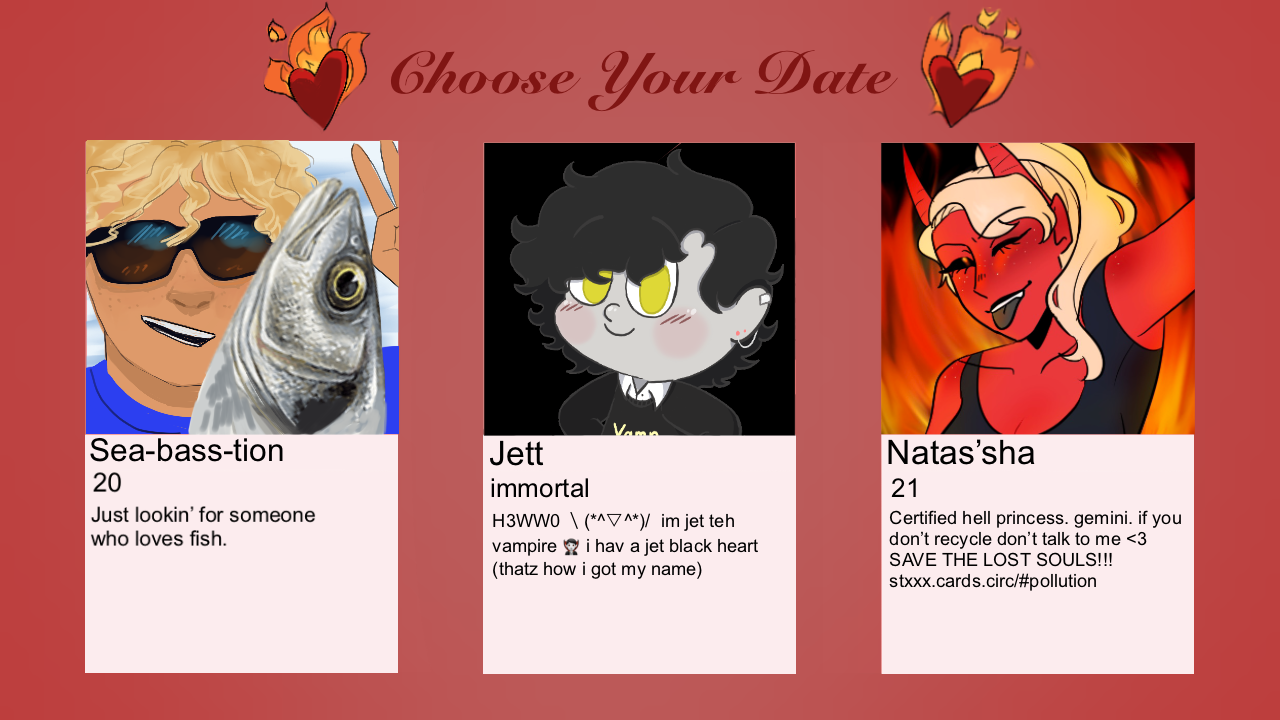 Choose Your Date
Sea-bass-tion
20
Just lookin’ for someone
who loves fish.
Vamp
Jett
immortal
H3WW0 \ (*^▽^*)/ im jet teh
vampire 🧛🏻 i hav a jet black heart
(thatz how i got my name)
Natas’sha
21
Certified hell princess. gemini. if you
don’t recycle don’t talk to me <3
SAVE THE LOST SOULS!!!
stxxx.cards.circ/#pollution